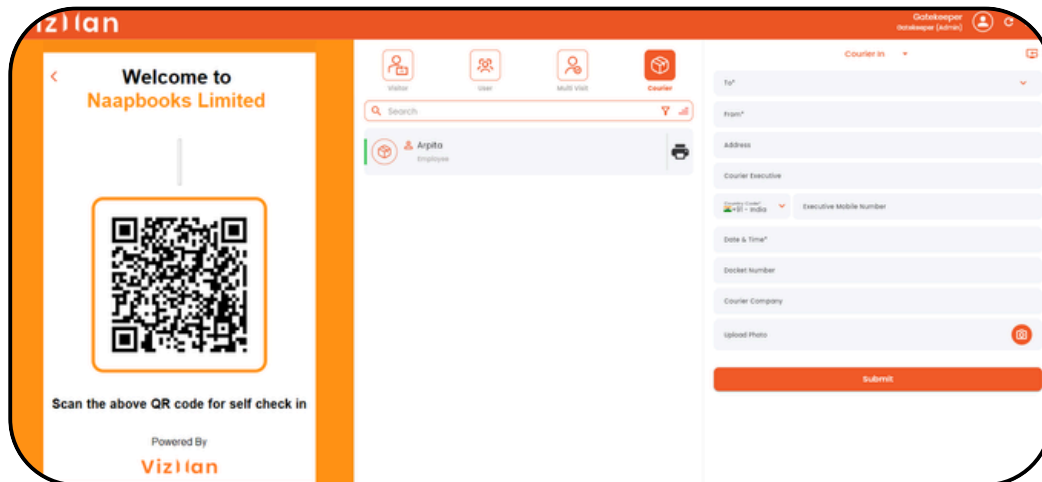 Gatekeeper
Gatekeeper (Admin)
Welcome to
Naapbooks Limited
Scan the above QR code for self check in
Powered By
Visitor
User
Multi Visit
Courier
Search
Arpita
Employee
Courier In
To*
From*
Address
Courier Executive
Country Code*
+91 - India
Executive Mobile Number
Date & Time*
Docket Number
Courier Company
Upload Photo
Submit